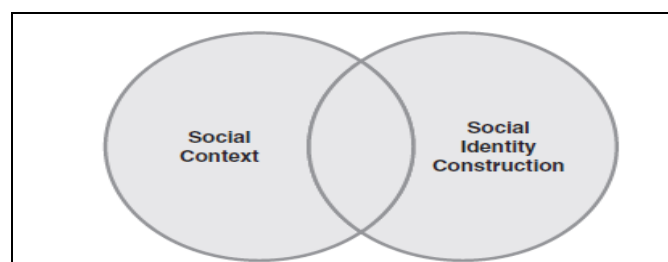 Social
Context
Social
Identity
Construction